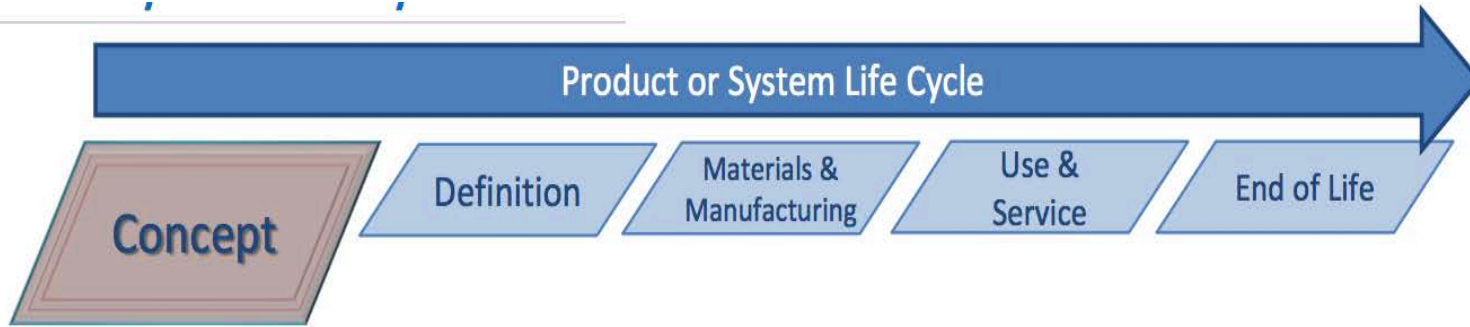 Product or System Life Cycle
Concept
Definition
Materials &
Manufacturing
Use &
Service
End of Life